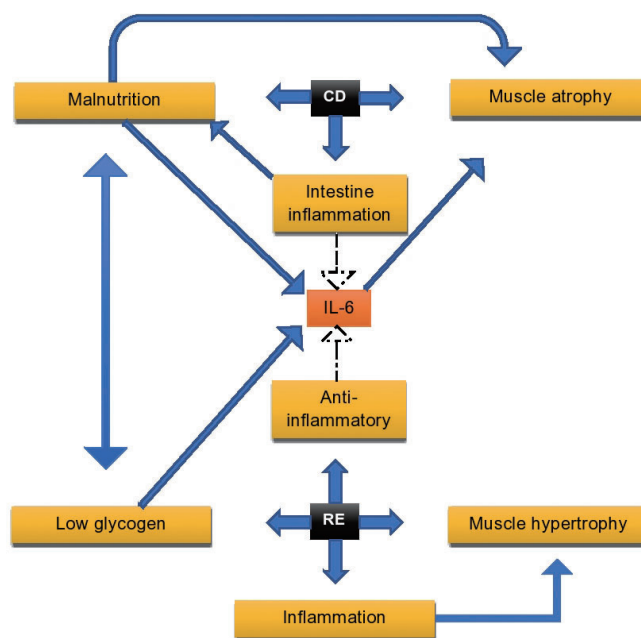 Malnutrition
CD
Muscle atrophy
Intestine
inflammation
IL-6
Anti-
inflammatory
Low glycogen
RE
Muscle hypertrophy
Inflammation